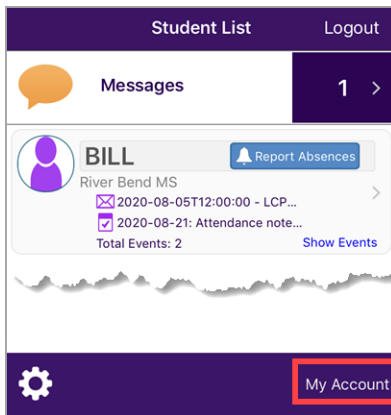 Student List Logout
Messages 1 >
BILL Report Absences
River Bend MS
2020-08-05T12:00:00 - LCP...
2020-08-21: Attendance note...
Total Events: 2 Show Events
My Account